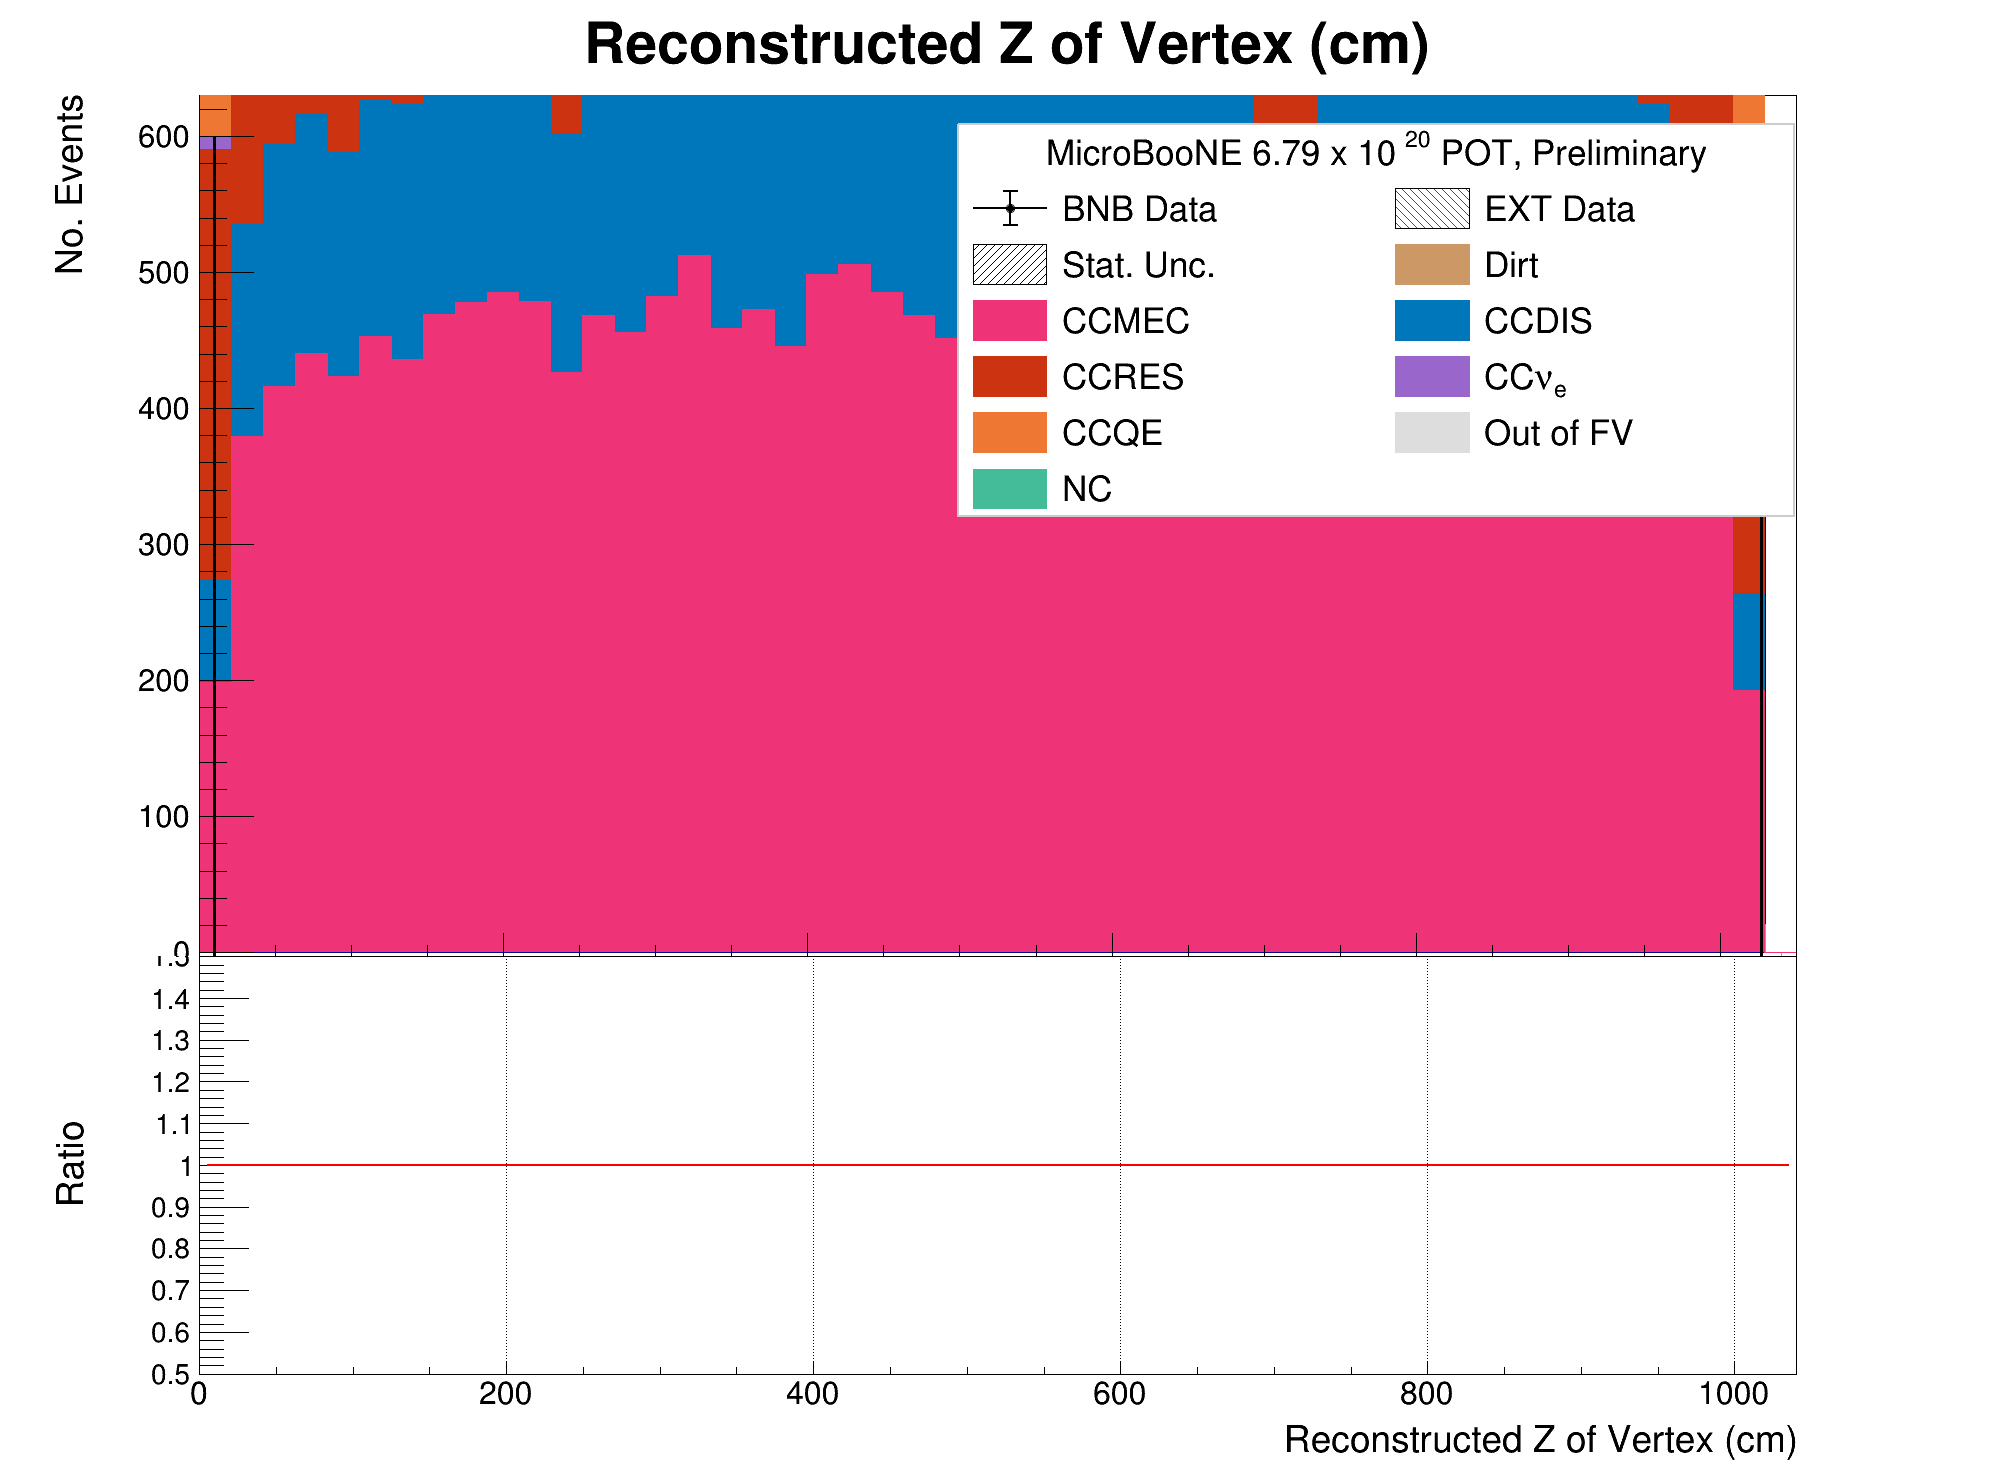 Reconstructed Z of Vertex (cm)
No. Events
600
500
400
300
200
100
0
MicroBooNE 6.79 x 10 20 POT, Preliminary
BNB Data
EXT Data
Stat. Unc.
Dirt
CCMEC
CCDIS
CCRES
CCνe
CCQE
Out of FV
NC
Ratio
1.5
1.4
1.3
1.2
1.1
1
0.9
0.8
0.7
0.6
0.5
0 200 400 600 800 1000
Reconstructed Z of Vertex (cm)